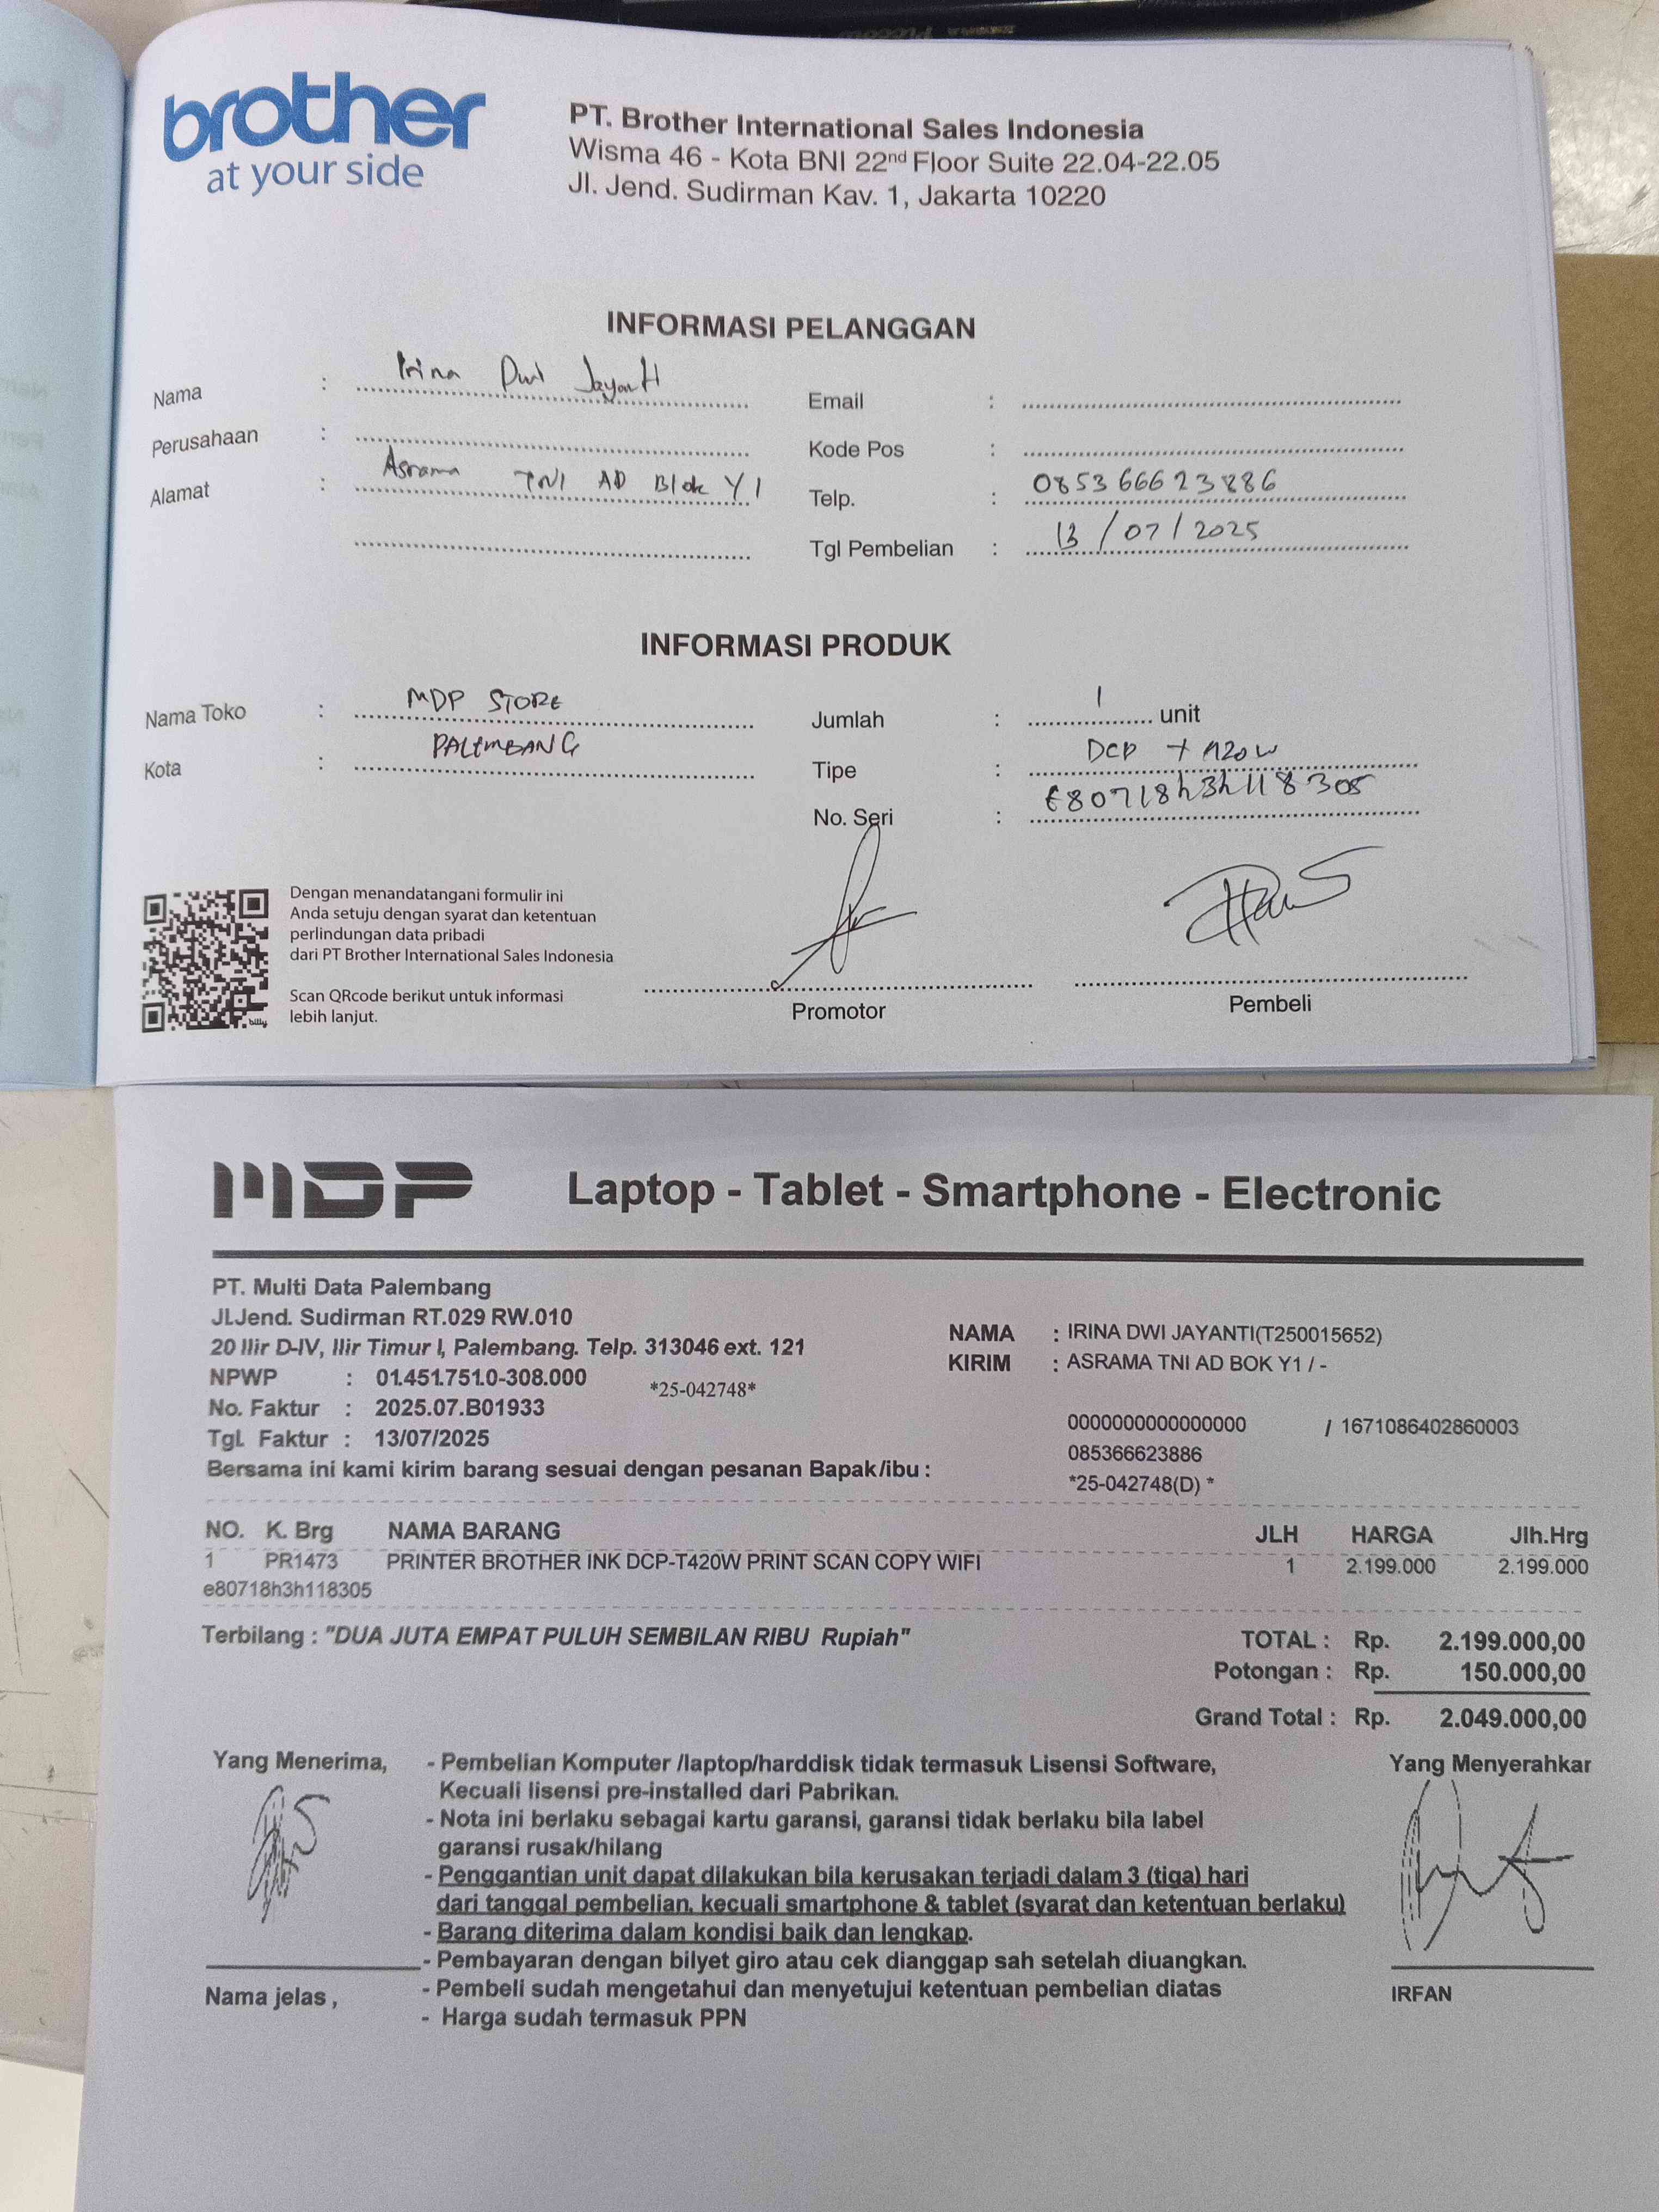 brother
at your side
PT. Brother International Sales Indonesia
Wisma 46 - Kota BNI 22nd Floor Suite 22.04-22.05
Jl. Jend. Sudirman Kav. 1, Jakarta 10220
INFORMASI PELANGGAN
Nama : Irina Dwi Jayanti
Email :
Perusahaan :
Kode Pos :
Alamat : Asrama TNI AD Blok Y1
Telp. : 085366623886
Tgl Pembelian : 13/07/2025
INFORMASI PRODUK
Nama Toko : MDP STORE
Jumlah : 1 unit
Kota : PALEMBANG
Tipe : DCP T420W
No. Seri : E80718h3h118305
Dengan menandatangani formulir ini
Anda setuju dengan syarat dan ketentuan
perlindungan data pribadi
dari PT Brother International Sales Indonesia
Scan QRcode berikut untuk informasi
lebih lanjut.
billy
Promotor
Pembeli
MDP Laptop - Tablet - Smartphone - Electronic
PT. Multi Data Palembang
Jl.Jend. Sudirman RT.029 RW.010
20 Ilir D-IV, Ilir Timur I, Palembang. Telp. 313046 ext. 121
NPWP : 01.451.751.0-308.000
*25-042748*
No. Faktur : 2025.07.B01933
Tgl. Faktur : 13/07/2025
Bersama ini kami kirim barang sesuai dengan pesanan Bapak/ibu :
NAMA : IRINA DWI JAYANTI(T250015652)
KIRIM : ASRAMA TNI AD BOK Y1 / -
0000000000000000 / 1671086402860003
085366623886
*25-042748(D) *
NO. K. Brg NAMA BARANG JLH HARGA Jlh.Hrg
1 PR1473 PRINTER BROTHER INK DCP-T420W PRINT SCAN COPY WIFI 1 2.199.000 2.199.000
e80718h3h118305
Terbilang : "DUA JUTA EMPAT PULUH SEMBILAN RIBU Rupiah"
TOTAL : Rp. 2.199.000,00
Potongan : Rp. 150.000,00
Grand Total : Rp. 2.049.000,00
Yang Menerima,
- Pembelian Komputer /laptop/harddisk tidak termasuk Lisensi Software,
Kecuali lisensi pre-installed dari Pabrikan.
- Nota ini berlaku sebagai kartu garansi, garansi tidak berlaku bila label
garansi rusak/hilang
- Penggantian unit dapat dilakukan bila kerusakan terjadi dalam 3 (tiga) hari
dari tanggal pembelian, kecuali smartphone & tablet (syarat dan ketentuan berlaku)
- Barang diterima dalam kondisi baik dan lengkap.
- Pembayaran dengan bilyet giro atau cek dianggap sah setelah diuangkan.
- Pembeli sudah mengetahui dan menyetujui ketentuan pembelian diatas
- Harga sudah termasuk PPN
Nama jelas ,
Yang Menyerahkar
IRFAN